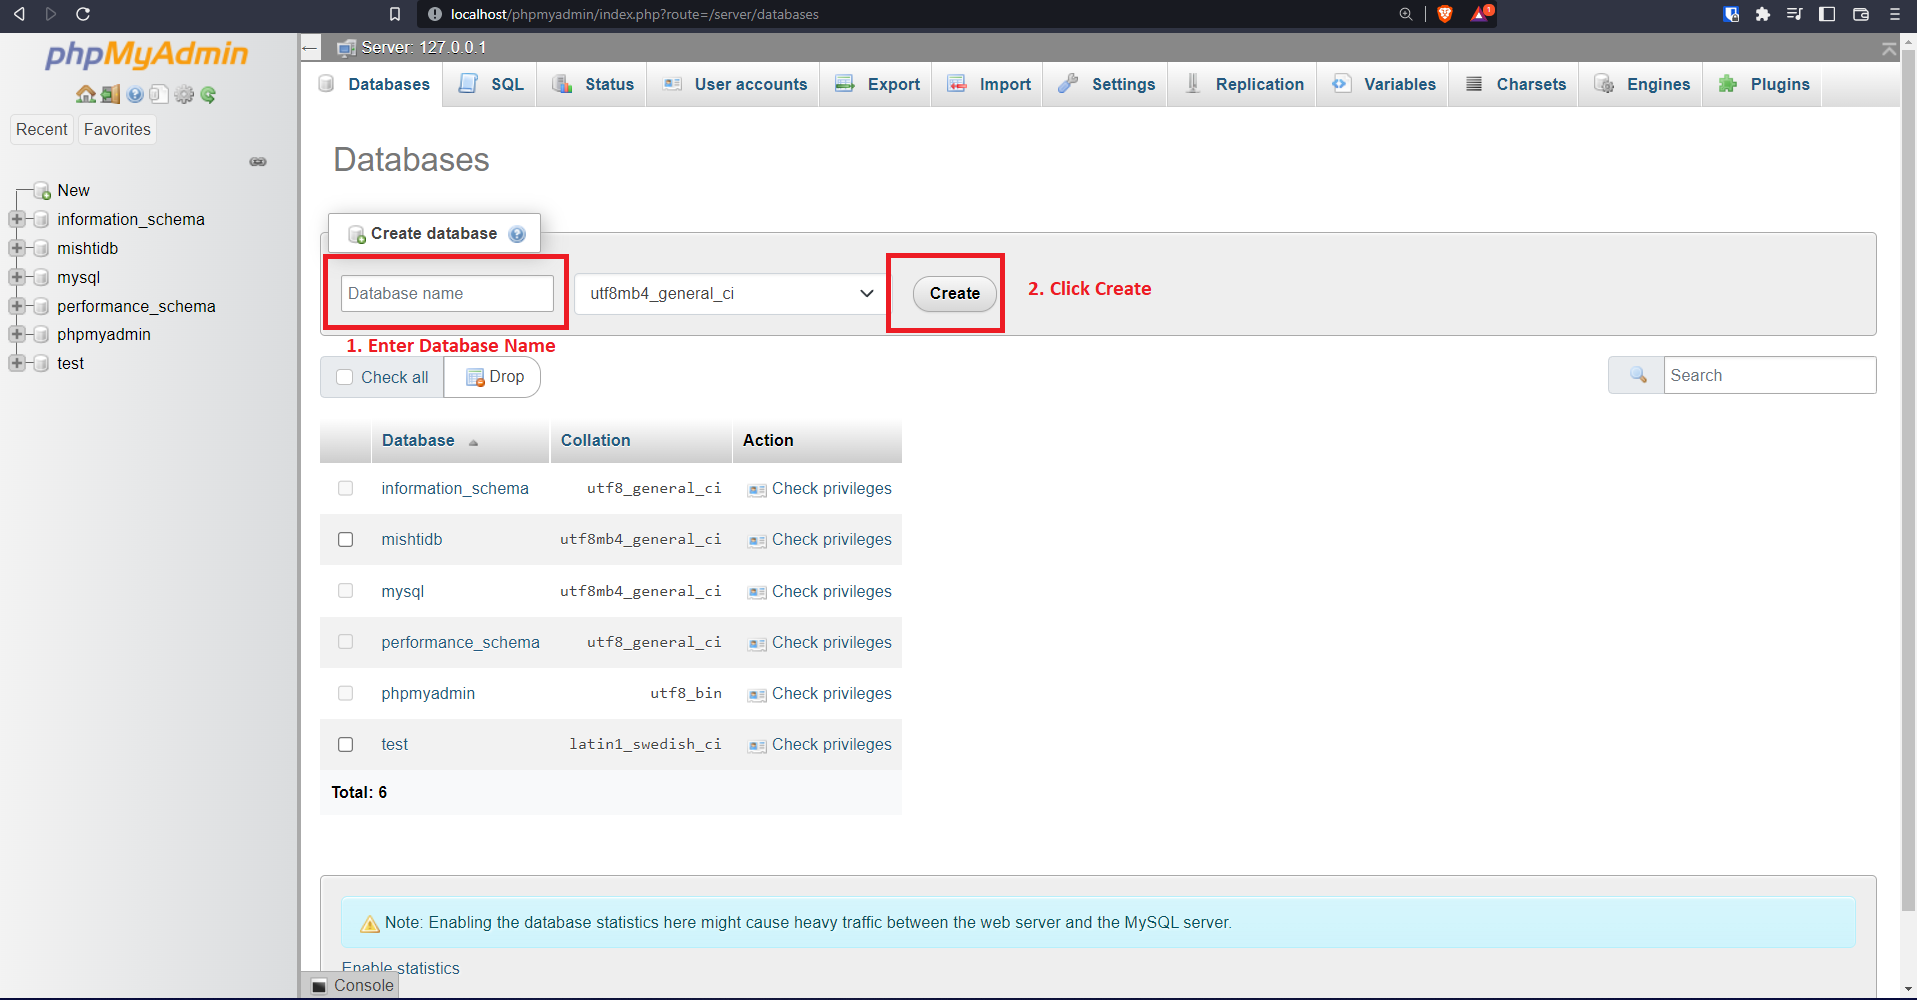 localhost/phpmyadmin/index.php?route=/server/databases
1
phpMyAdmin
Recent Favorites
New
information_schema
mishtidb
mysql
performance_schema
phpmyadmin
test
Server: 127.0.0.1
Databases SQL Status User accounts Export Import Settings Replication Variables Charsets Engines Plugins
Databases
Create database
Database name utf8mb4_general_ci Create 2. Click Create
1. Enter Database Name
Check all Drop Search
Database Collation Action
information_schema utf8_general_ci Check privileges
mishtidb utf8mb4_general_ci Check privileges
mysql utf8mb4_general_ci Check privileges
performance_schema utf8_general_ci Check privileges
phpmyadmin utf8_bin Check privileges
test latin1_swedish_ci Check privileges
Total: 6
Note: Enabling the database statistics here might cause heavy traffic between the web server and the MySQL server.
Enable statistics
Console